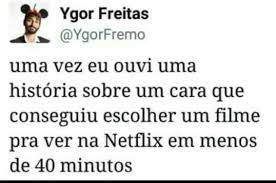 Ygor Freitas
@YgorFremo
uma vez eu ouvi uma
história sobre um cara que
conseguiu escolher um filme
pra ver na Netflix em menos
de 40 minutos